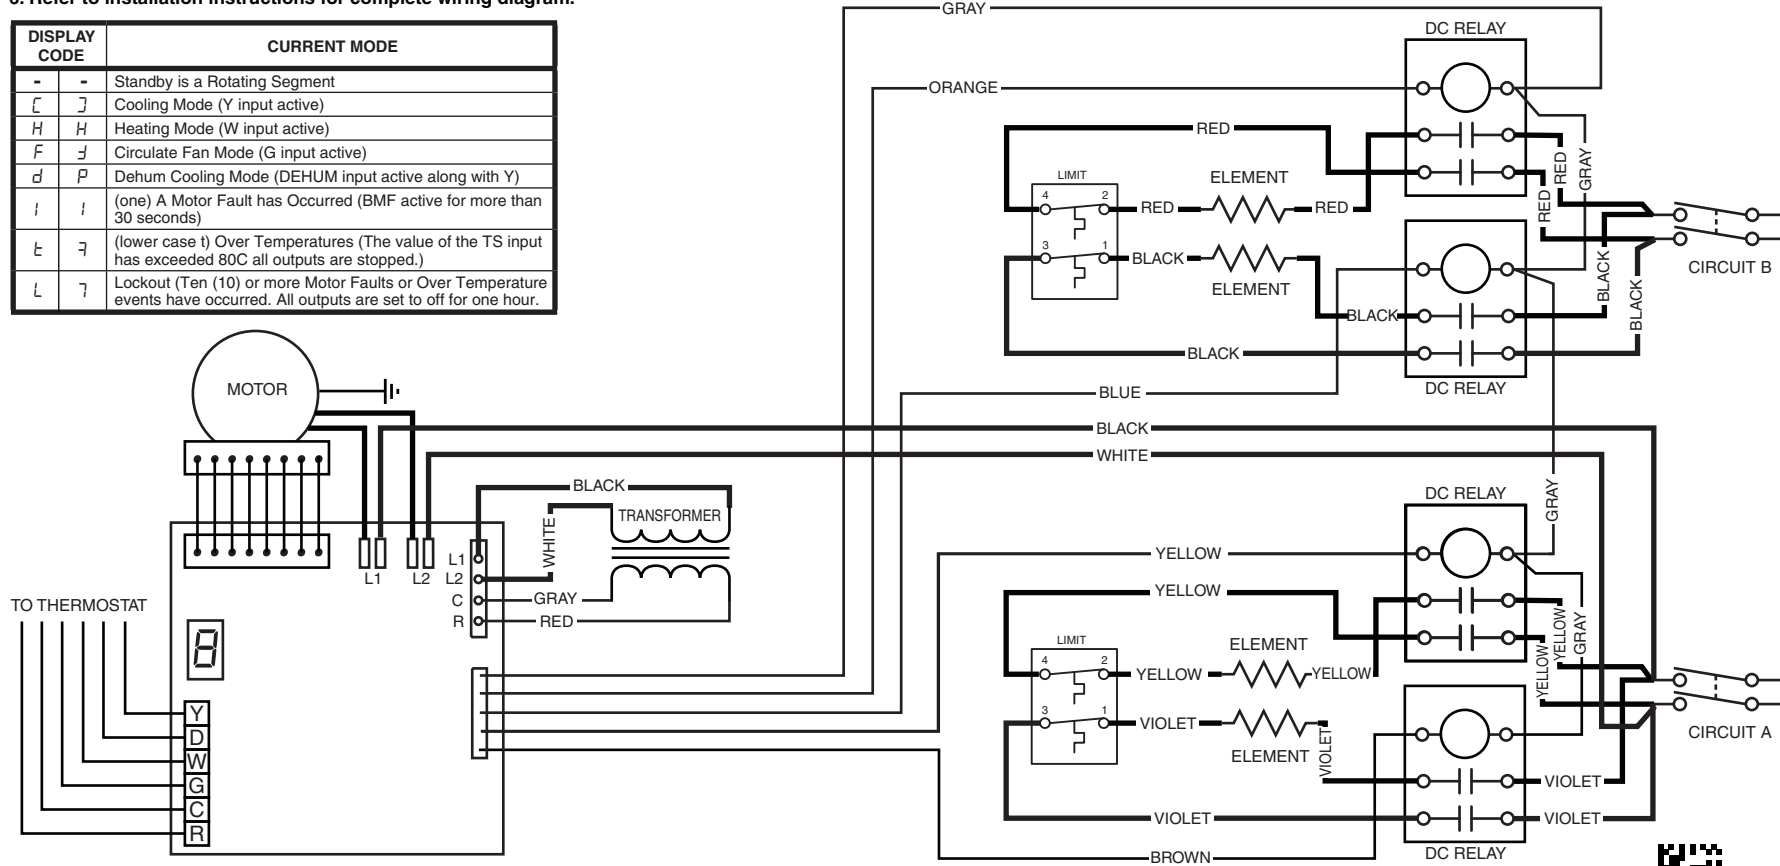 6. Refer to installation instructions for complete wiring diagram.
DISPLAY CODE CURRENT MODE
- - Standby is a Rotating Segment
Cooling Mode (Y input active)
H H Heating Mode (W input active)
F Circulate Fan Mode (G input active)
d P Dehum Cooling Mode (DEHUM input active along with Y)
(one) A Motor Fault has Occurred (BMF active for more than
30 seconds)
t (lower case t) Over Temperatures (The value of the TS input
has exceeded 80C all outputs are stopped.)
L Lockout (Ten (10) or more Motor Faults or Over Temperature
events have occurred. All outputs are set to off for one hour.
GRAY
DC RELAY
ORANGE
RED
LIMIT
4 2
3 1
ELEMENT
RED
RED
BLACK
ELEMENT
BLACK
BLACK
RED
RED
GRAY
BLACK
BLACK
CIRCUIT B
DC RELAY
BLUE
BLACK
WHITE
MOTOR
BLACK
TRANSFORMER
WHITE
GRAY
RED
L1
L2
L1
L2
C
R
TO THERMOSTAT
8
Y
D
W
G
C
R
DC RELAY
GRAY
YELLOW
YELLOW
LIMIT
4 2
3 1
ELEMENT
YELLOW
YELLOW
VIOLET
ELEMENT
VIOLET
YELLOW
YELLOW
GRAY
CIRCUIT A
VIOLET
VIOLET
VIOLET
BROWN
DC RELAY